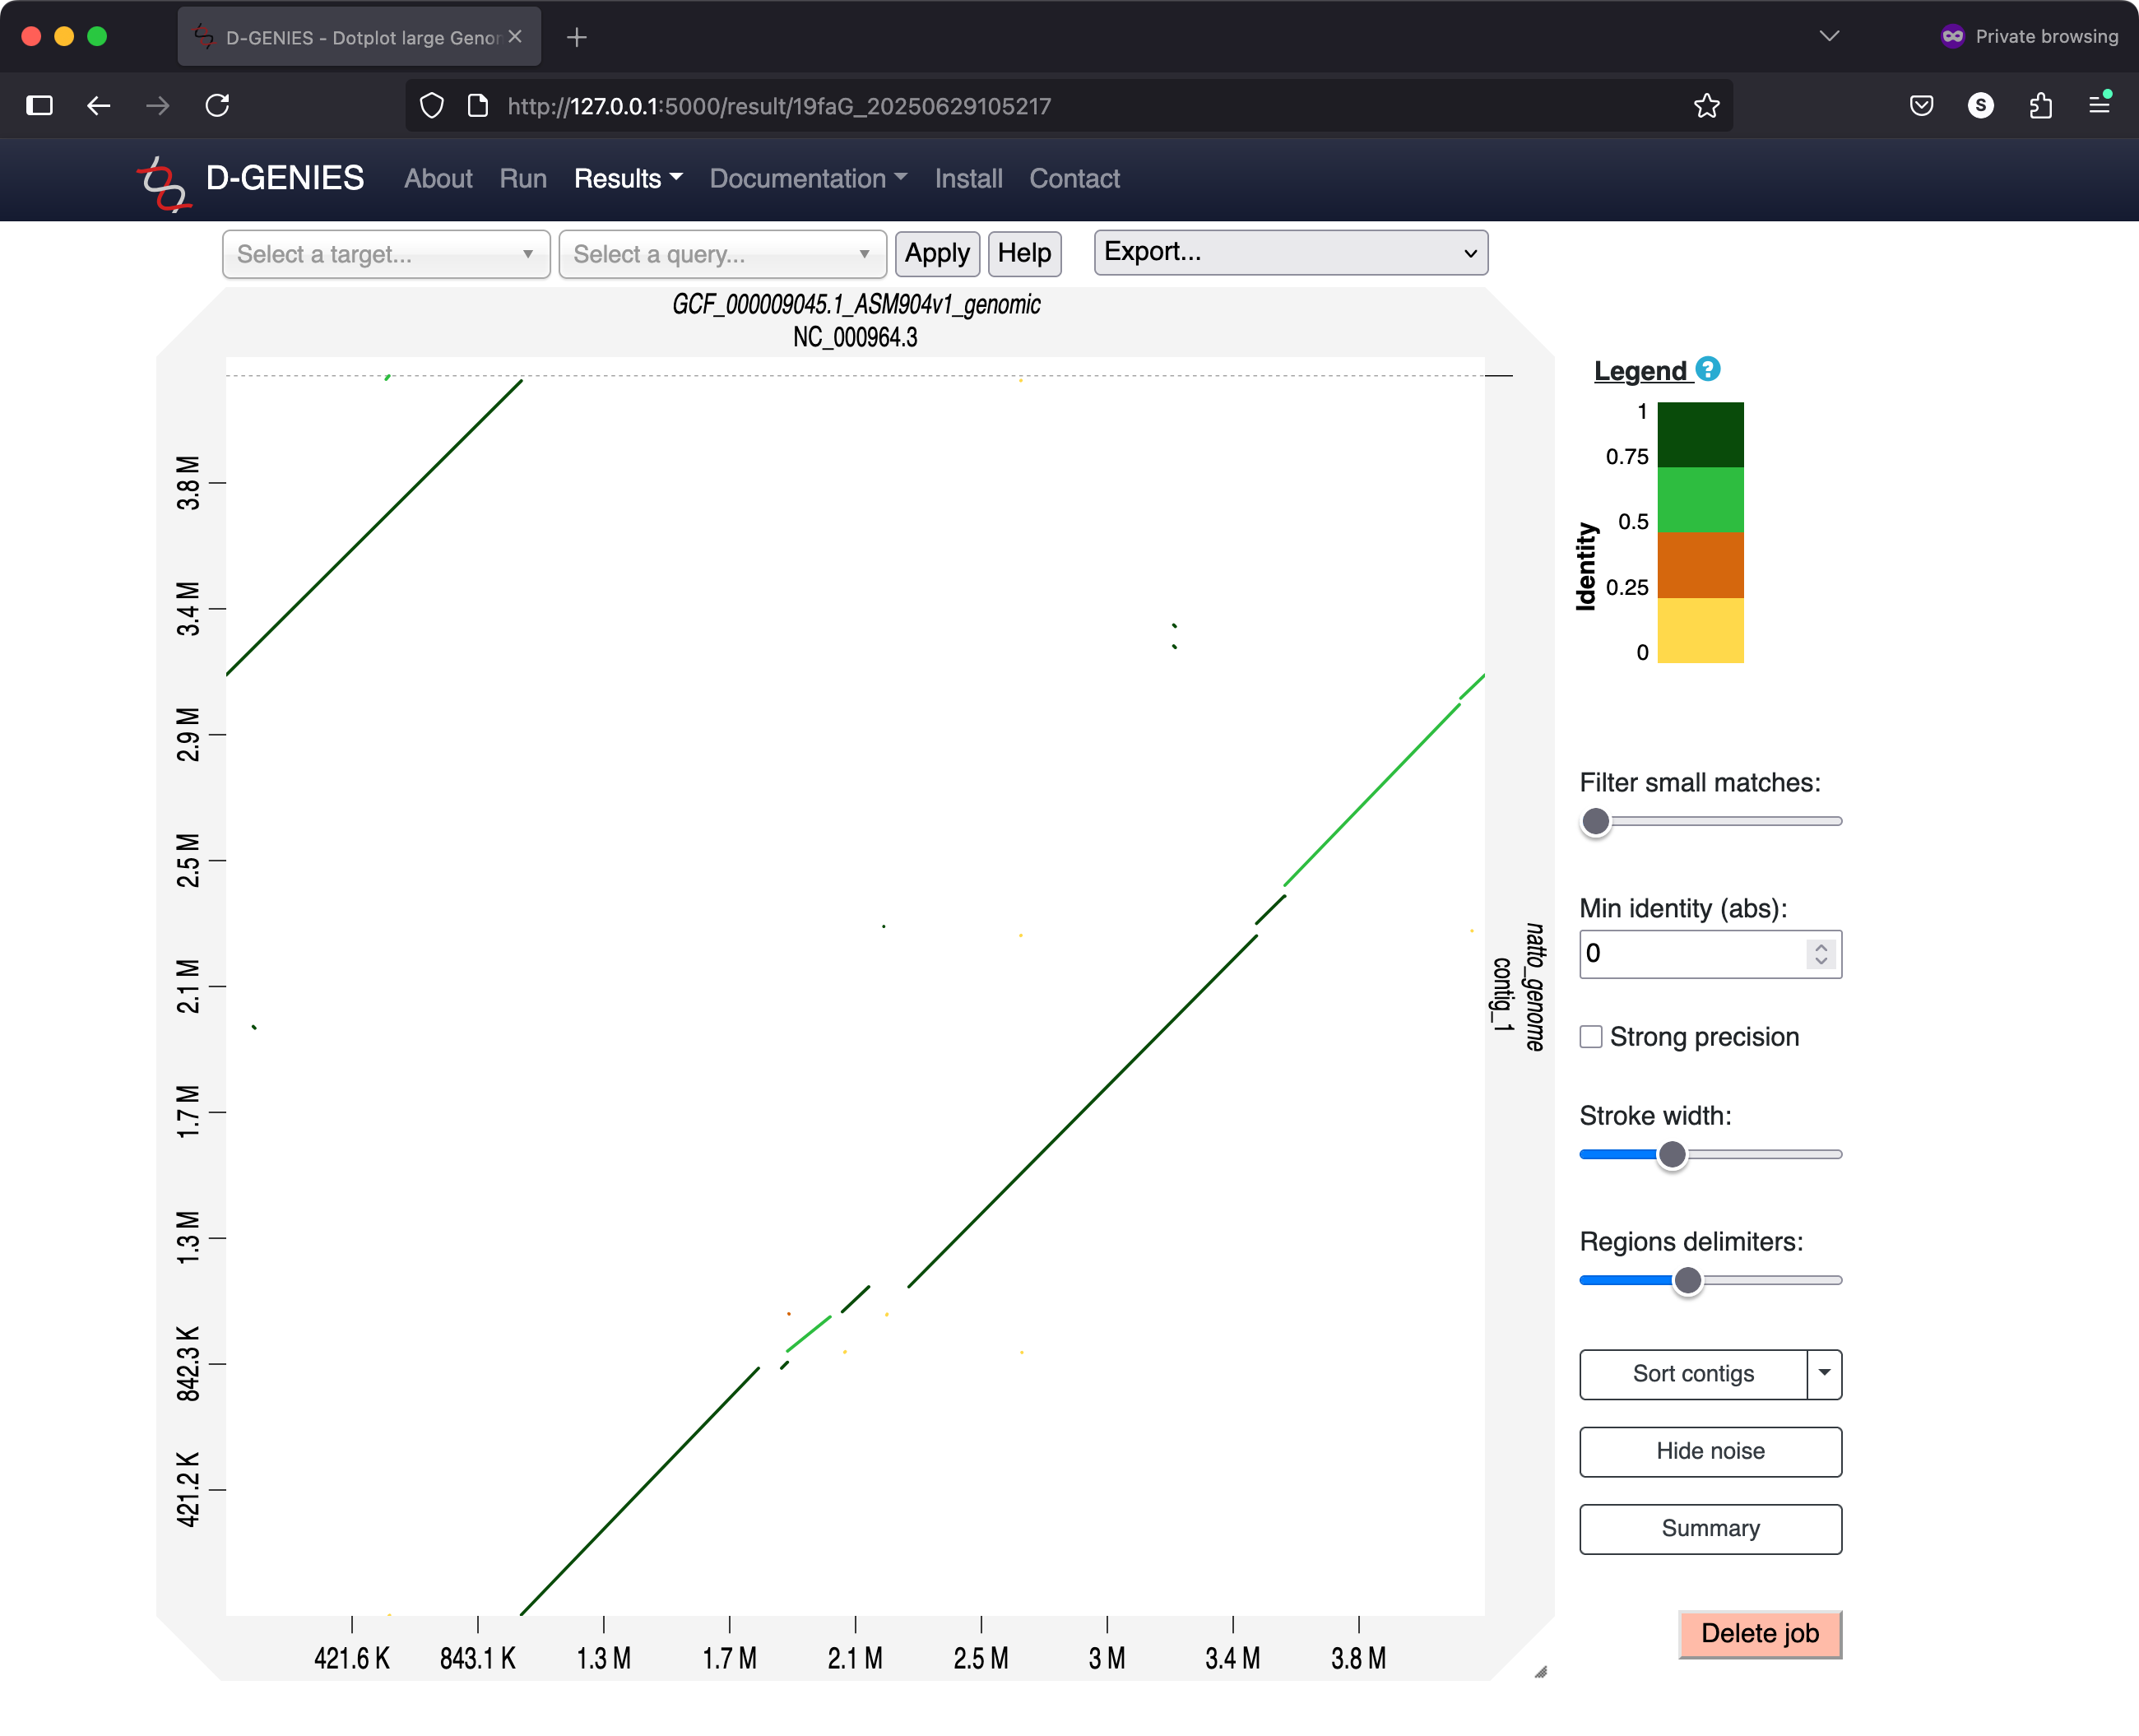 D-GENIES - Dotplot large Genor
Private browsing
http://127.0.0.1:5000/result/19faG_20250629105217
S
D-GENIES About Run Results Documentation Install Contact
Select a target... Select a query... Apply Help Export...
GCF_000009045.1_ASM904v1_genomic
NC_000964.3
3.8 M
3.4 M
2.9 M
2.5 M
2.1 M
1.7 M
1.3 M
842.3 K
421.2 K
421.6 K 843.1 K 1.3 M 1.7 M 2.1 M 2.5 M 3 M 3.4 M 3.8 M
natto_genome
contig_1
Legend ?
Identity
1
0.75
0.5
0.25
0
Filter small matches:
Min identity (abs):
0
Strong precision
Stroke width:
Regions delimiters:
Sort contigs
Hide noise
Summary
Delete job